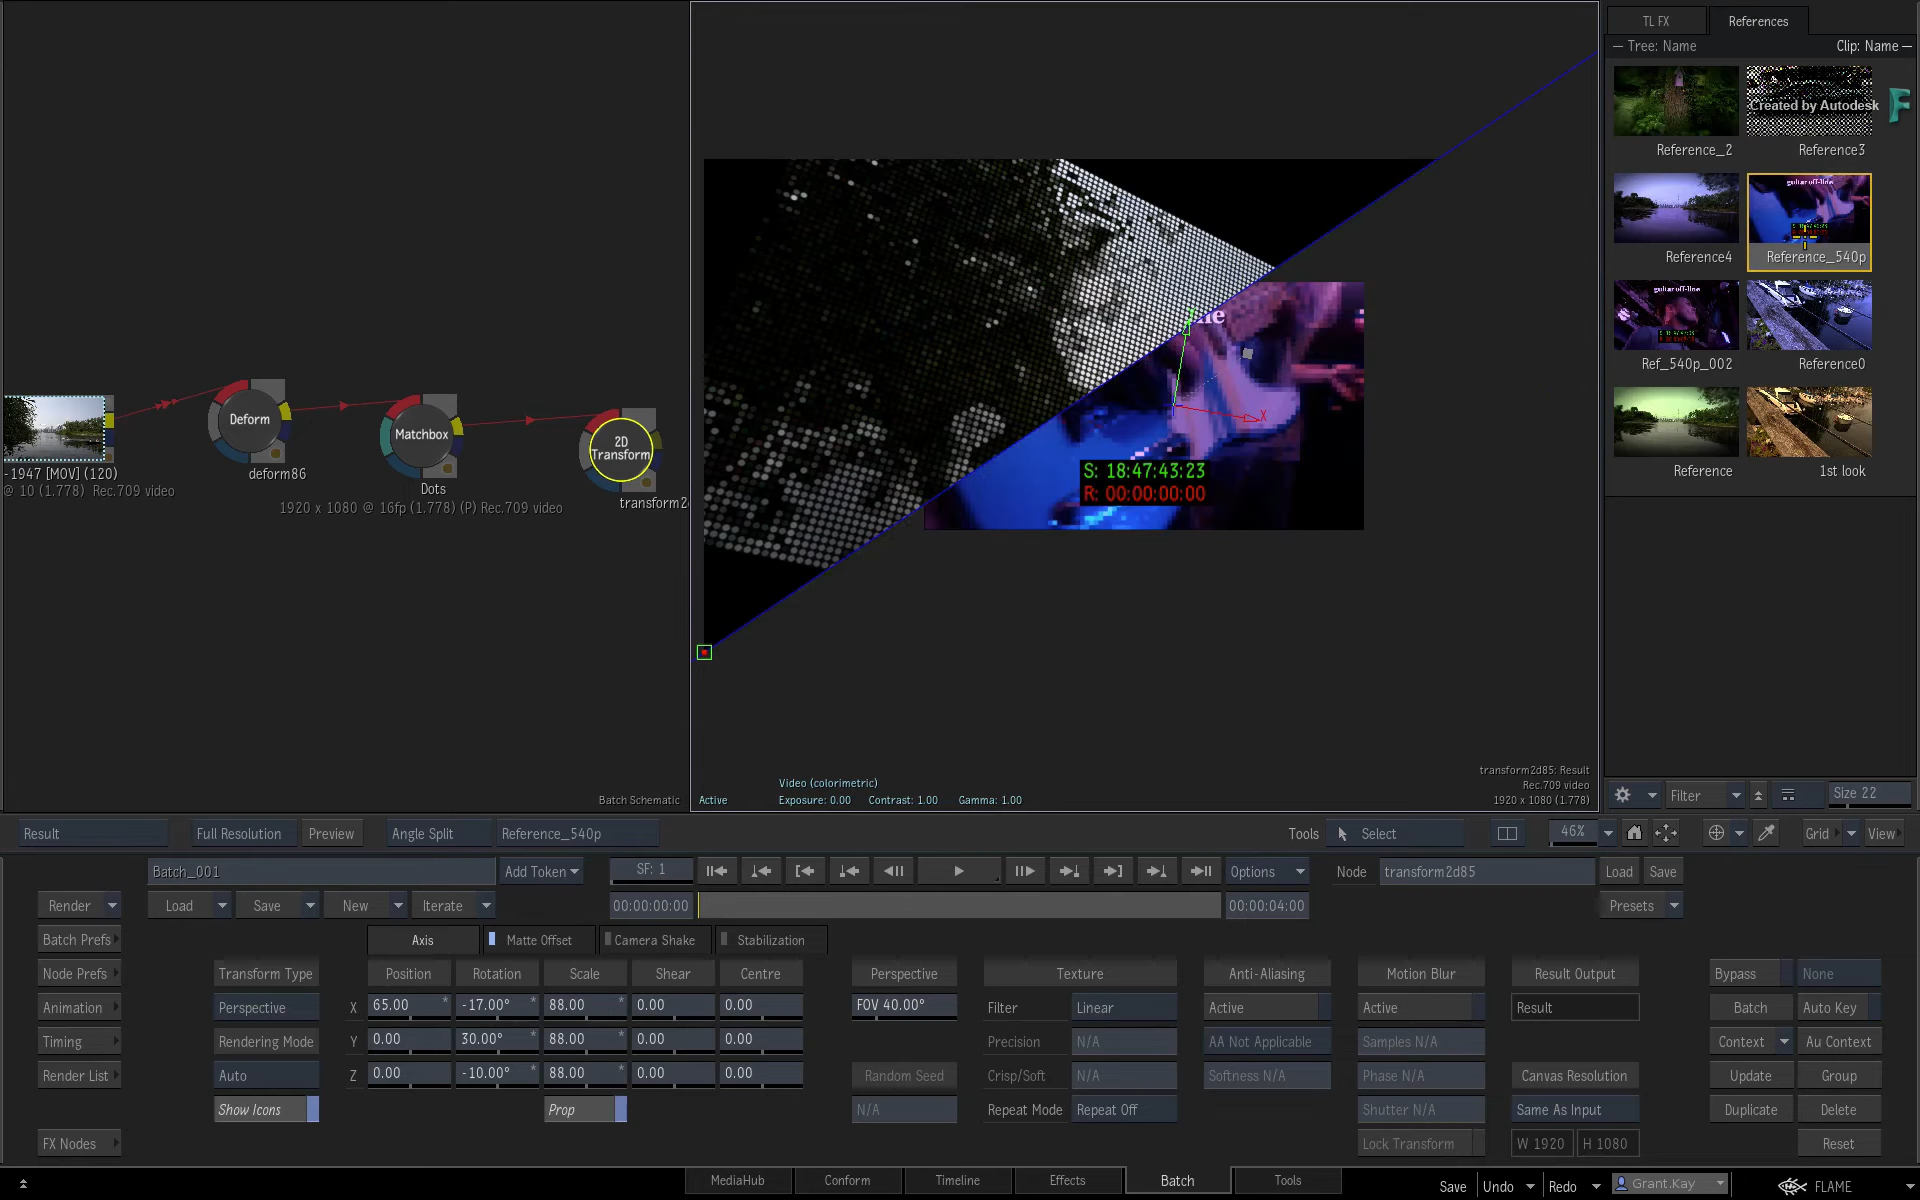 TL FX
References
Tree: Name
Clip: Name
Reference_2
Created by Autodesk
Reference3
Reference4
guitar off-line
Reference_540p
guitar off-line
Ref_540p_002
Reference0
Reference
1st look
Filter
Size 22
Deform
deform86
Matchbox
Dots
2D
Transform
transform2
-1947 [MOV] (120)
@ 10 (1.778) Rec.709 video
1920 x 1080 @ 16fp (1.778) (P) Rec.709 video
Batch Schematic
ne
X
S: 18:47:43:23
R: 00:00:00:00
Video (colorimetric)
Active
Exposure: 0.00 Contrast: 1.00 Gamma: 1.00
transform2d85: Result
Rec.709 video
1920 x 1080 (1.778)
Result
Full Resolution
Preview
Angle Split
Reference_540p
Tools
Select
46%
Grid
View
Batch_001
Add Token
SF: 1
Options
Node
transform2d85
Load
Save
Render
Load
Save
New
Iterate
00:00:00:00
00:00:04:00
Presets
Batch Prefs
Axis
Matte Offset
Camera Shake
Stabilization
Node Prefs
Transform Type
Position
Rotation
Scale
Shear
Centre
Perspective
Texture
Anti-Aliasing
Motion Blur
Result Output
Bypass
None
Animation
Perspective
X 65.00 * -17.00° * 88.00 * 0.00 0.00
FOV 40.00°
Filter
Linear
Active
Active
Result
Batch
Auto Key
Timing
Rendering Mode
Y 0.00 30.00° * 88.00 * 0.00 0.00
Precision
N/A
AA Not Applicable
Samples N/A
Context
Au Context
Render List
Auto
Z 0.00 -10.00° * 88.00 * 0.00 0.00
Random Seed
Crisp/Soft
N/A
Softness N/A
Phase N/A
Canvas Resolution
Update
Group
Show Icons
Prop
N/A
Repeat Mode
Repeat Off
Shutter N/A
Same As Input
Duplicate
Delete
FX Nodes
Lock Transform
W 1920
H 1080
Reset
MediaHub
Conform
Timeline
Effects
Batch
Tools
Save
Undo
Redo
Grant.Kay
FLAME